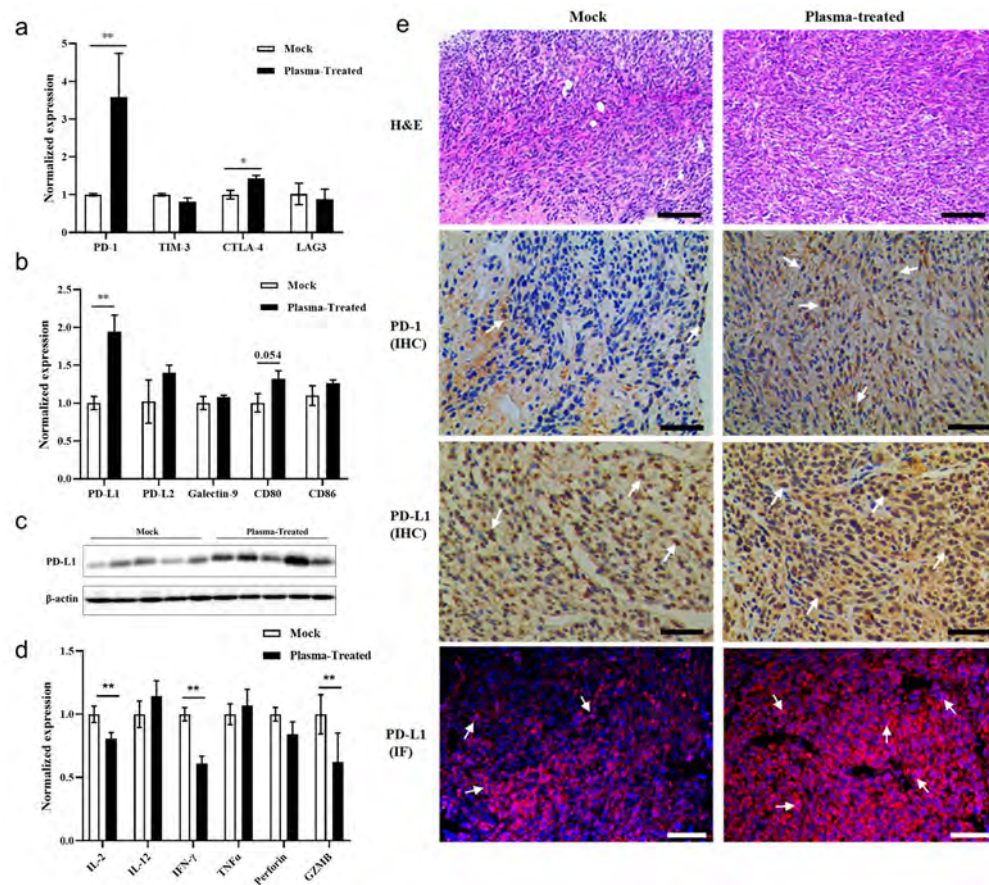 a
Normalized expression
5
4
3
2
1
0
**
*
Mock
Plasma-Treated
PD-1 TIM-3 CTLA-4 LAG3
b
Normalized expression
2.5
2.0
1.5
1.0
0.5
0.0
**
0.054
Mock
Plasma-Treated
PD-L1 PD-L2 Galectin-9 CD80 CD86
c
Mock Plasma-Treated
PD-L1
β-actin
d
Normalized expression
1.5
1.0
0.5
0.0
** ** **
Mock
Plasma-Treated
IL-2 IL-12 IFN-γ TNFα Perforin GZMB
e
Mock Plasma-treated
H&E
PD-1
(IHC)
PD-L1
(IHC)
PD-L1
(IF)